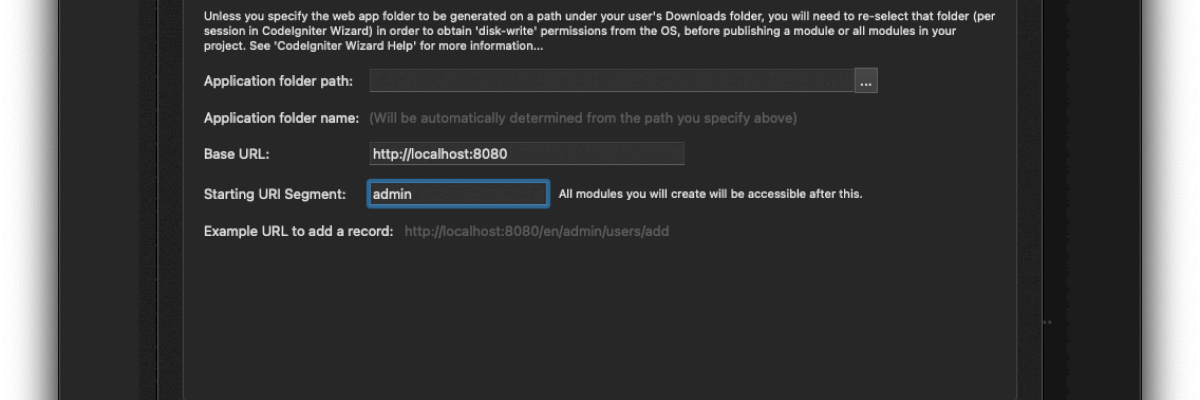 Unless you specify the web app folder to be generated on a path under your user's Downloads folder, you will need to re-select that folder (per
session in CodeIgniter Wizard) in order to obtain 'disk-write' permissions from the OS, before publishing a module or all modules in your
project. See 'CodeIgniter Wizard Help' for more information...
Application folder path: ...
Application folder name: (Will be automatically determined from the path you specify above)
Base URL: http://localhost:8080
Starting URI Segment: admin All modules you will create will be accessible after this.
Example URL to add a record: http://localhost:8080/en/admin/users/add